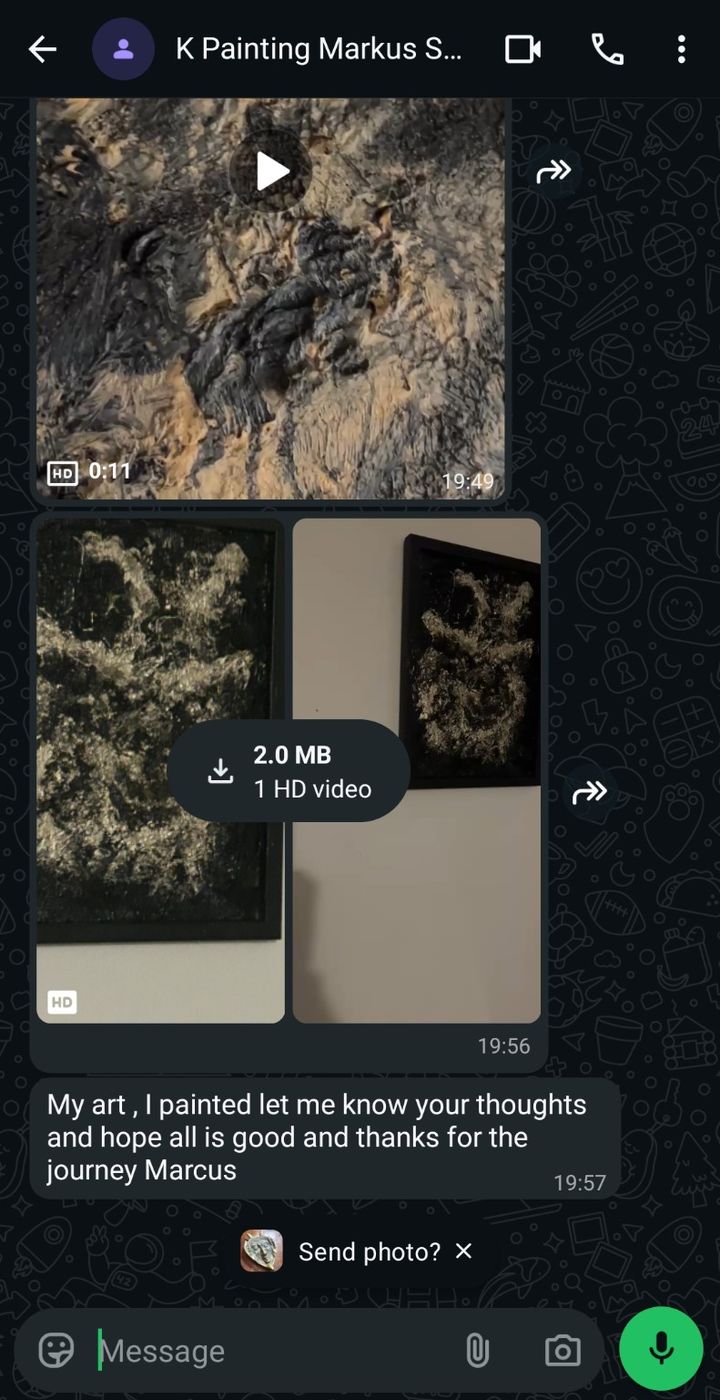 K Painting Markus S...
HD 0:11
19:49
2.0 MB
1 HD video
HD
19:56
My art , I painted let me know your thoughts
and hope all is good and thanks for the
journey Marcus
19:57
Send photo?
Message